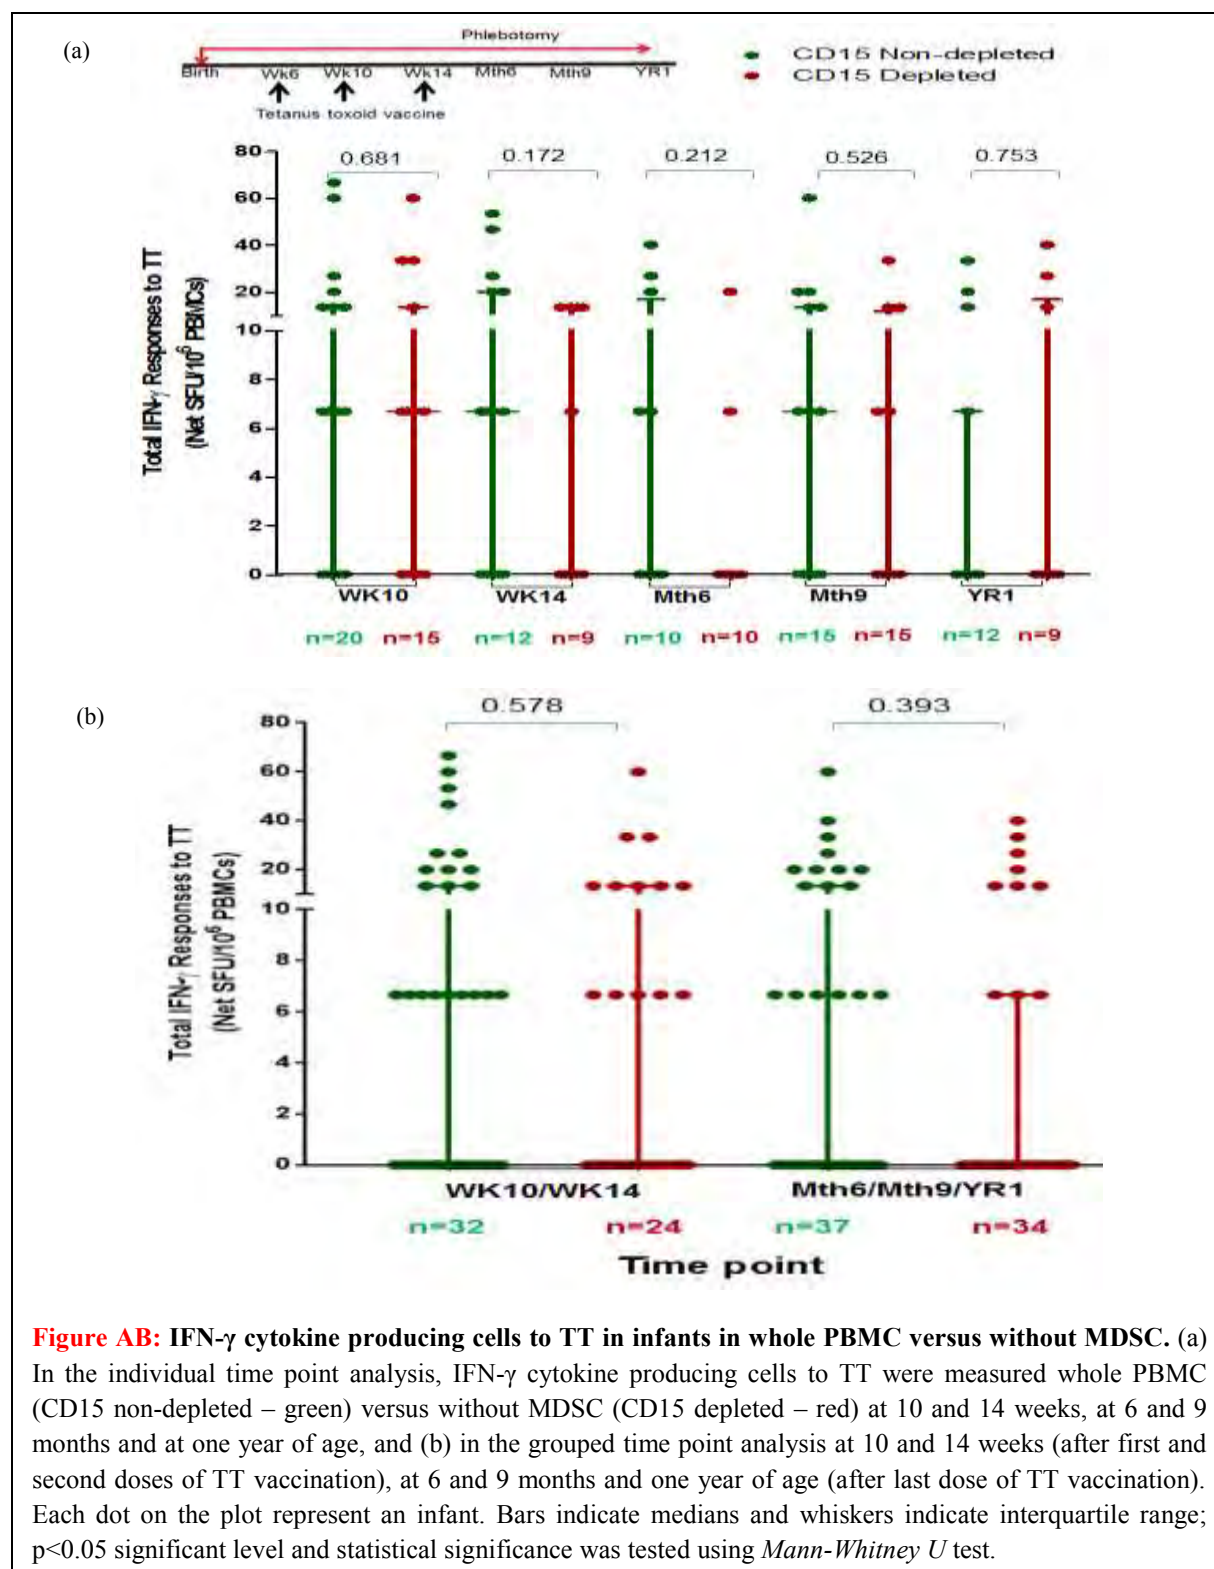 (a)
Phlebotomy
Birth Wk6 Wk10 Wk14 Mth6 Mth9 YR1
Tetanus toxoid vaccine
CD15 Non-depleted
CD15 Depleted
Total IFN-γ Responses to TT
(Net SFU/10⁶ PBMCs)
80
60
40
20
10
8
6
4
2
0
0.681 0.172 0.212 0.526 0.753
WK10 WK14 Mth6 Mth9 YR1
n=20 n=15 n=12 n=9 n=10 n=10 n=15 n=15 n=12 n=9
(b)
Total IFN-γ Responses to TT
(Net SFU/10⁶ PBMCs)
80
60
40
20
10
8
6
4
2
0
0.578 0.393
WK10/WK14 Mth6/Mth9/YR1
n=32 n=24 n=37 n=34
Time point
Figure AB: IFN-γ cytokine producing cells to TT in infants in whole PBMC versus without MDSC. (a)
In the individual time point analysis, IFN-γ cytokine producing cells to TT were measured whole PBMC
(CD15 non-depleted – green) versus without MDSC (CD15 depleted – red) at 10 and 14 weeks, at 6 and 9
months and at one year of age, and (b) in the grouped time point analysis at 10 and 14 weeks (after first and
second doses of TT vaccination), at 6 and 9 months and one year of age (after last dose of TT vaccination).
Each dot on the plot represent an infant. Bars indicate medians and whiskers indicate interquartile range;
p<0.05 significant level and statistical significance was tested using Mann-Whitney U test.